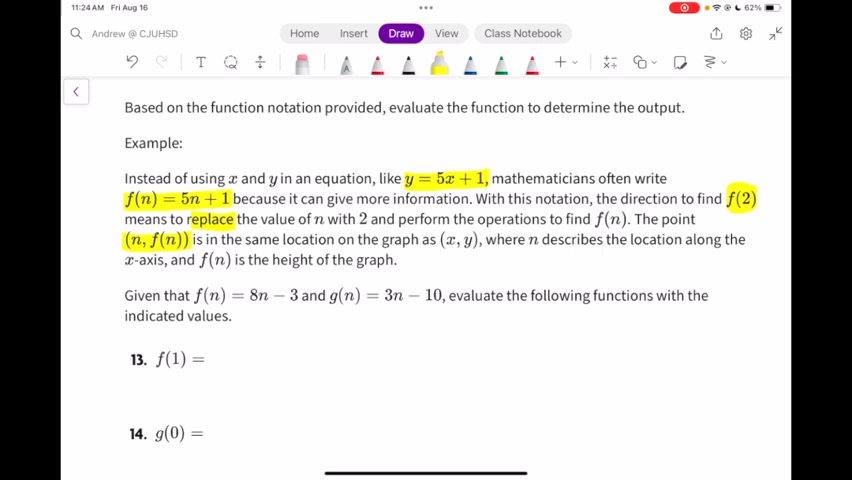 11:24 AM Fri Aug 16
62%
Andrew @ CJUHSD
Home Insert Draw View Class Notebook
Based on the function notation provided, evaluate the function to determine the output.
Example:
Instead of using x and y in an equation, like y = 5x + 1, mathematicians often write
f(n) = 5n + 1 because it can give more information. With this notation, the direction to find f(2)
means to replace the value of n with 2 and perform the operations to find f(n). The point
(n, f(n)) is in the same location on the graph as (x, y), where n describes the location along the
x-axis, and f(n) is the height of the graph.
Given that f(n) = 8n − 3 and g(n) = 3n − 10, evaluate the following functions with the
indicated values.
13. f(1) =
14. g(0) =